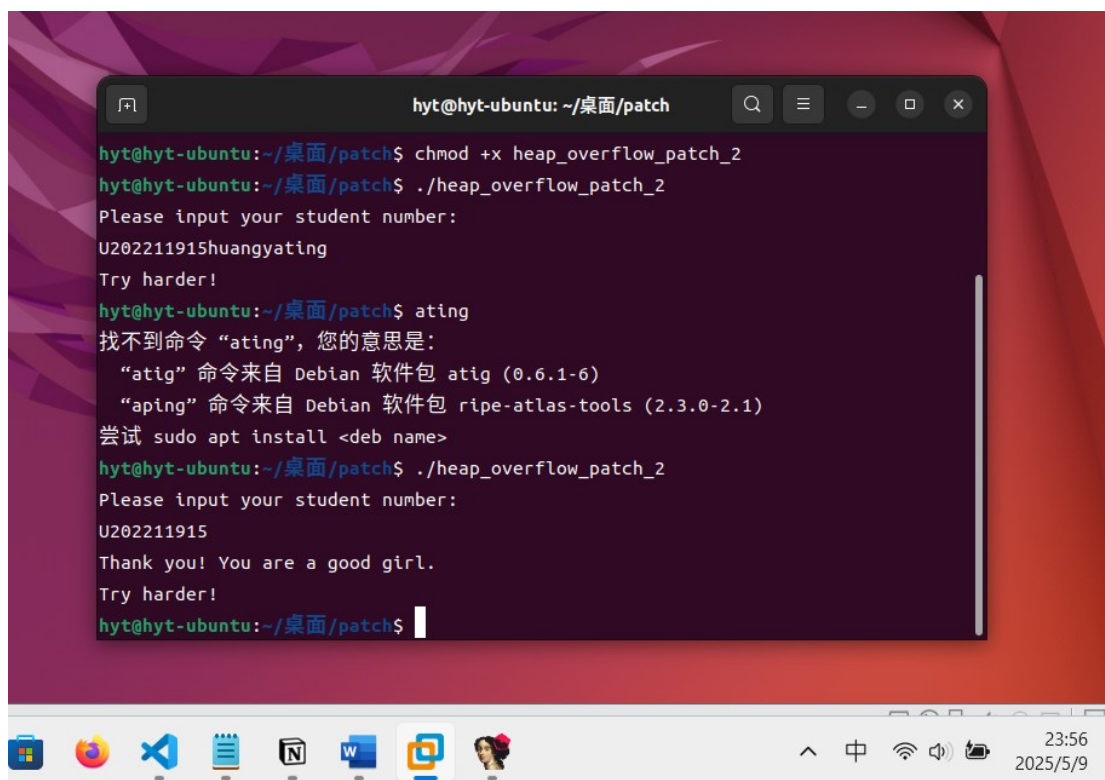 hyt@hyt-ubuntu: ~/桌面/patch
hyt@hyt-ubuntu:~/桌面/patch$ chmod +x heap_overflow_patch_2
hyt@hyt-ubuntu:~/桌面/patch$ ./heap_overflow_patch_2
Please input your student number:
U202211915huangyating
Try harder!
hyt@hyt-ubuntu:~/桌面/patch$ ating
找不到命令 “ating”，您的意思是：
“atig” 命令来自 Debian 软件包 atig (0.6.1-6)
“aping” 命令来自 Debian 软件包 ripe-atlas-tools (2.3.0-2.1)
尝试 sudo apt install <deb name>
hyt@hyt-ubuntu:~/桌面/patch$ ./heap_overflow_patch_2
Please input your student number:
U202211915
Thank you! You are a good girl.
Try harder!
hyt@hyt-ubuntu:~/桌面/patch$
N
W
中
23:56
2025/5/9